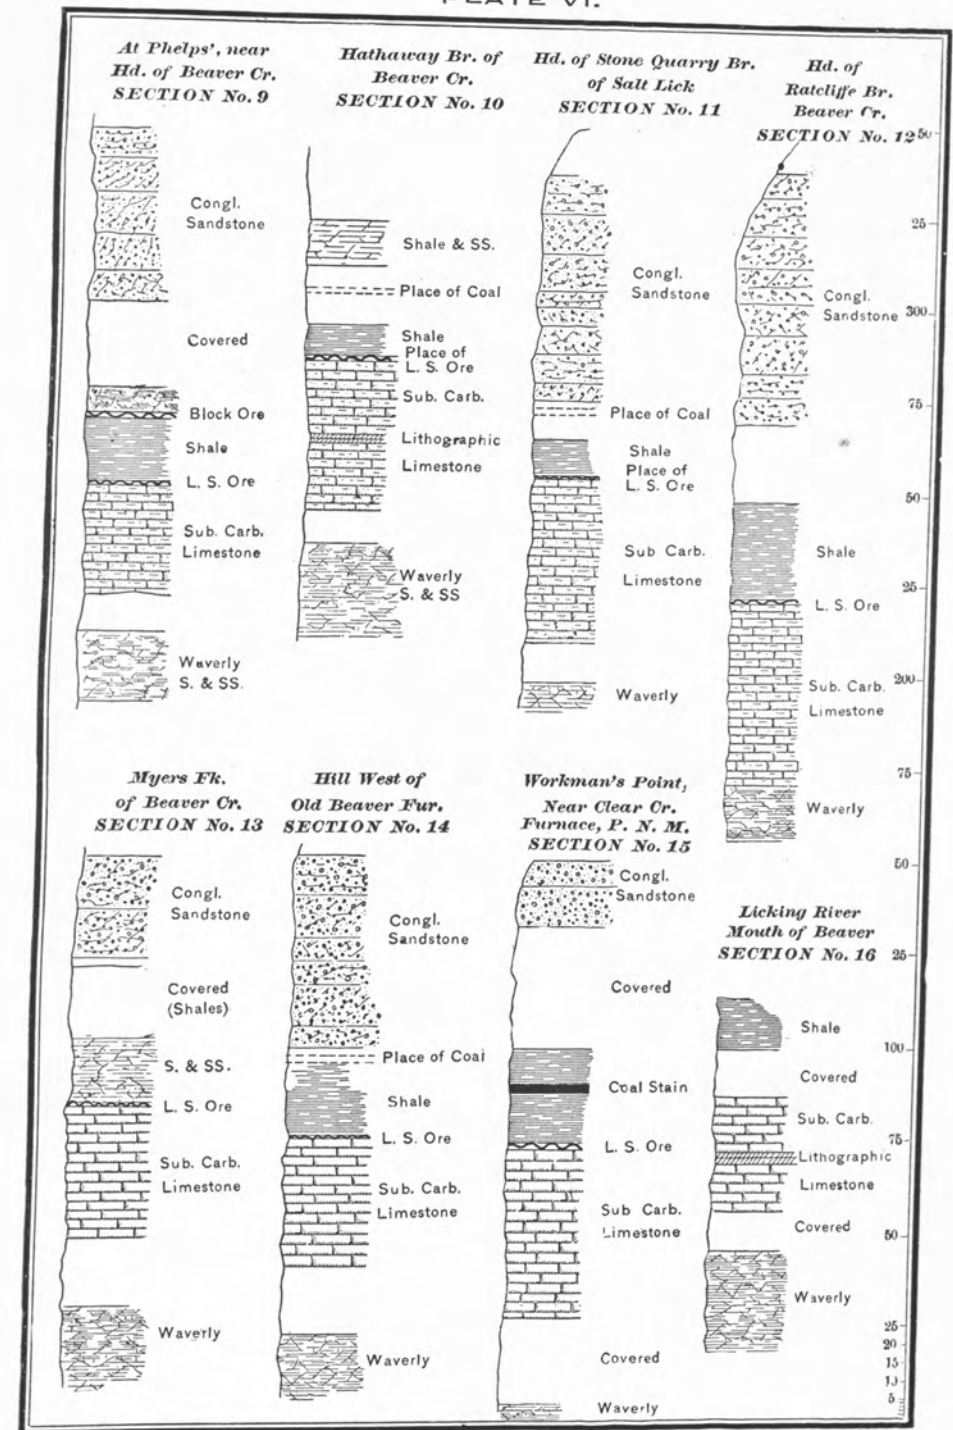 PLATE VI.
At Phelps', near
Hd. of Beaver Cr.
SECTION No. 9
Congl.
Sandstone
Covered
Block Ore
Shale
L. S. Ore
Sub. Carb.
Limestone
Waverly
S. & SS.
Hathaway Br. of
Beaver Cr.
SECTION No. 10
Shale & SS.
Place of Coal
Shale
Place of
L. S. Ore
Sub. Carb.
Lithographic
Limestone
Waverly
S. & SS
Hd. of Stone Quarry Br.
of Salt Lick
SECTION No. 11
Congl.
Sandstone
Place of Coal
Shale
Place of
L. S. Ore
Sub Carb.
Limestone
Waverly
Hd. of
Ratcliffe Br.
Beaver Cr.
SECTION No. 12
Congl.
Sandstone
Shale
L. S. Ore
Sub. Carb.
Limestone
Waverly
50
25
300
75
50
25
200
75
50
25
100
75
50
25
20
15
10
5
Myers Fk.
of Beaver Cr.
SECTION No. 13
Congl.
Sandstone
Covered
(Shales)
S. & SS.
L. S. Ore
Sub. Carb.
Limestone
Waverly
Hill West of
Old Beaver Fur.
SECTION No. 14
Congl.
Sandstone
Place of Coal
Shale
L. S. Ore
Sub. Carb.
Limestone
Waverly
Workman's Point,
Near Clear Cr.
Furnace, P. N. M.
SECTION No. 15
Congl.
Sandstone
Covered
Coal Stain
L. S. Ore
Sub Carb.
Limestone
Covered
Waverly
Licking River
Mouth of Beaver
SECTION No. 16
Shale
Covered
Sub. Carb.
Lithographic
Limestone
Covered
Waverly